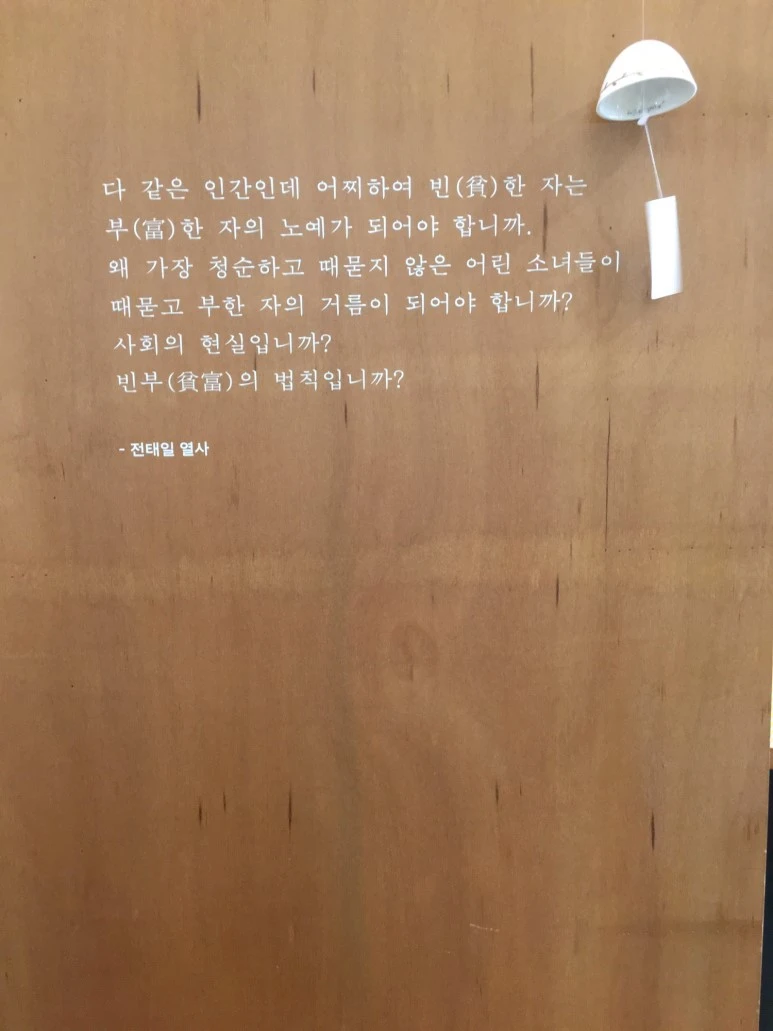 다 같은 인간인데 어찌하여 빈(貧)한 자는
부(富)한 자의 노예가 되어야 합니까.
왜 가장 청순하고 때묻지 않은 어린 소녀들이
때묻고 부한 자의 거름이 되어야 합니까?
사회의 현실입니까?
빈부(貧富)의 법칙입니까?
- 전태일 열사